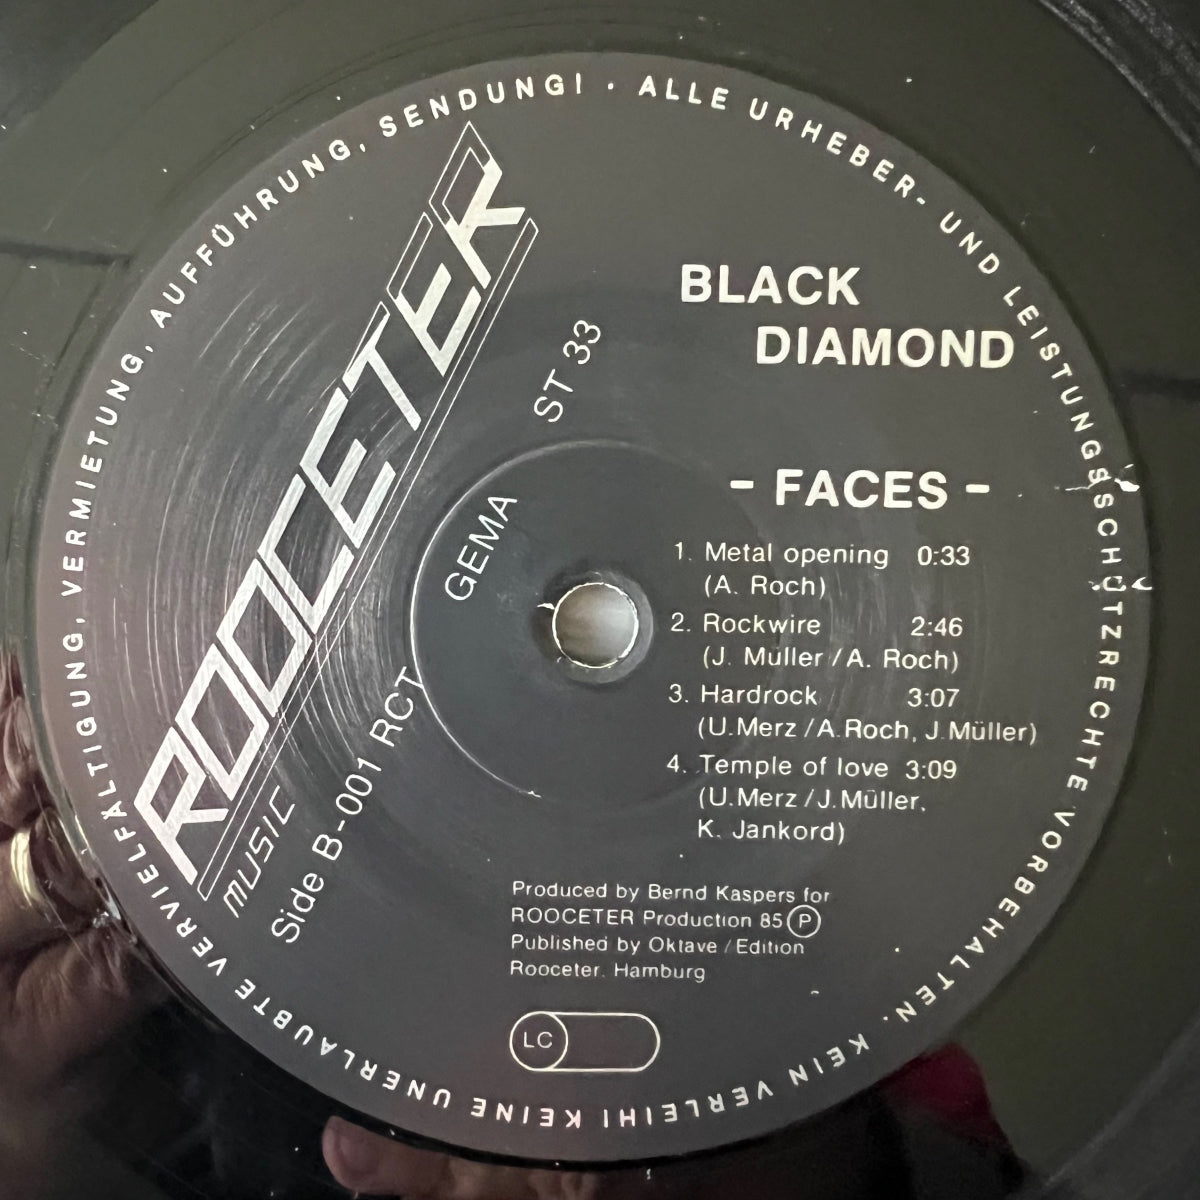 ALLE URHEBER- UND LEISTUNGSSCHÜTZRECHTE VORBEHALTEN. KEIN VERLEIH! KEINE UNERLAUBTE VERVIELFÄLTIGUNG, VERMIETUNG, AUFFÜHRUNG, SENDUNG! ·
ROOCETER
MUSIC
Side B-001 RCT
GEMA
ST 33
BLACK
DIAMOND
- FACES -
1. Metal opening 0:33
(A. Roch)
2. Rockwire 2:46
(J. Müller/A. Roch)
3. Hardrock 3:07
(U.Merz/A.Roch, J.Müller)
4. Temple of love 3:09
(U.Merz/J.Müller,
K. Jankord)
Produced by Bernd Kaspers for
ROOCETER Production 85 Ⓟ
Published by Oktave/Edition
Rooceter. Hamburg
LC